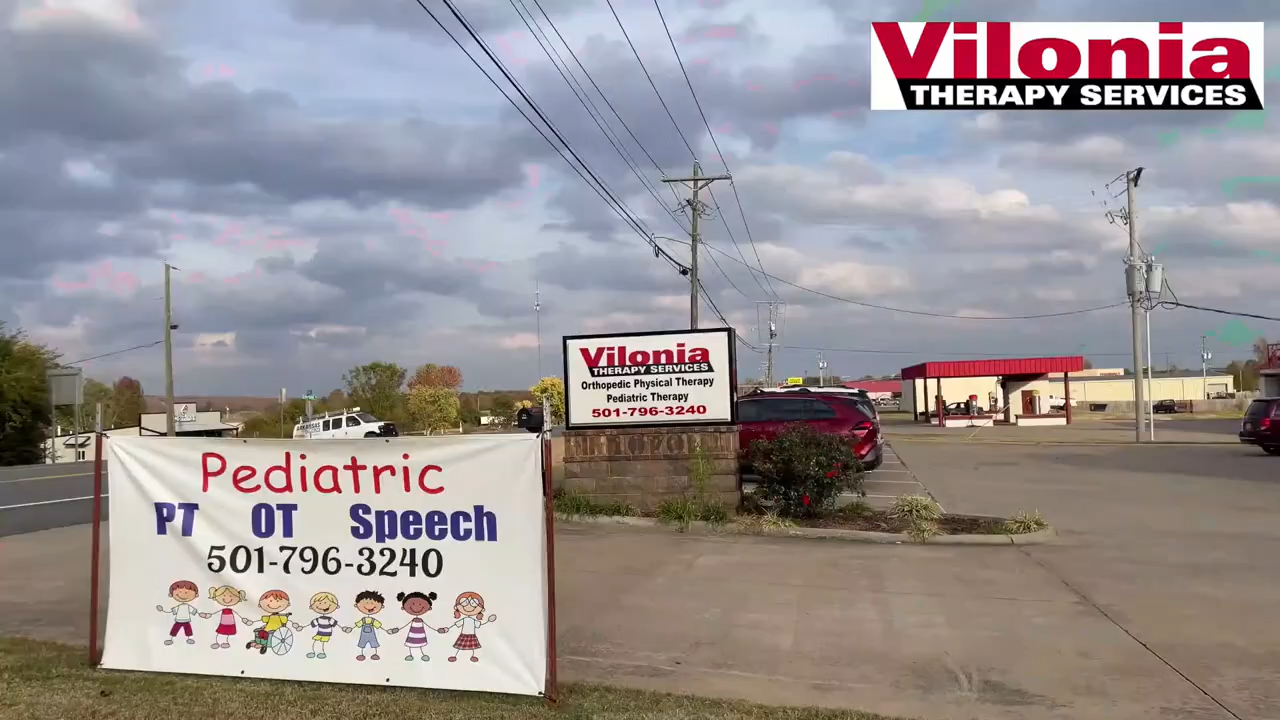 Vilonia
THERAPY SERVICES
Vilonia
THERAPY SERVICES
Orthopedic Physical Therapy
Pediatric Therapy
501-796-3240
Pediatric
PT OT Speech
501-796-3240